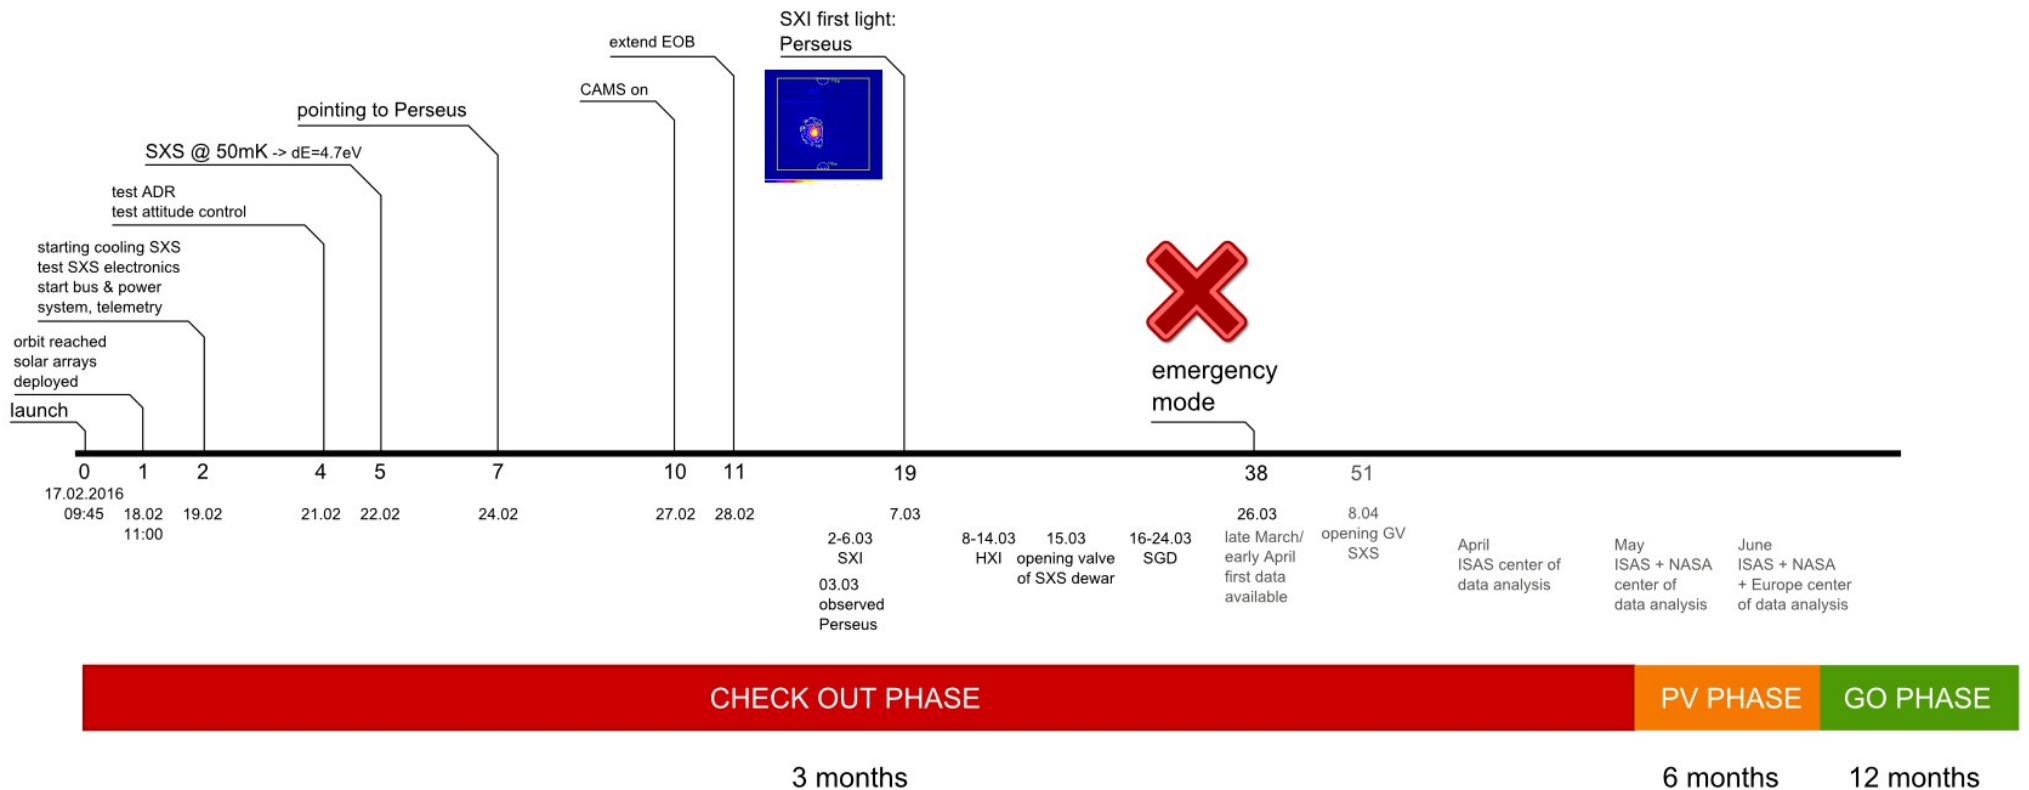 SXI first light:
Perseus
extend EOB
CAMS on
pointing to Perseus
SXS @ 50mK -> dE=4.7eV
test ADR
test attitude control
starting cooling SXS
test SXS electronics
start bus & power
system, telemetry
orbit reached
solar arrays
deployed
launch
emergency
mode
0 1 2 4 5 7 10 11 19 38 51
17.02.2016
09:45
18.02
11:00
19.02
21.02
22.02
24.02
27.02
28.02
7.03
26.03
8.04
opening GV
SXS
2-6.03
SXI
03.03
observed
Perseus
8-14.03
HXI
15.03
opening valve
of SXS dewar
16-24.03
SGD
late March/
early April
first data
available
April
ISAS center of
data analysis
May
ISAS + NASA
center of
data analysis
June
ISAS + NASA
+ Europe center
of data analysis
CHECK OUT PHASE
PV PHASE
GO PHASE
3 months
6 months
12 months